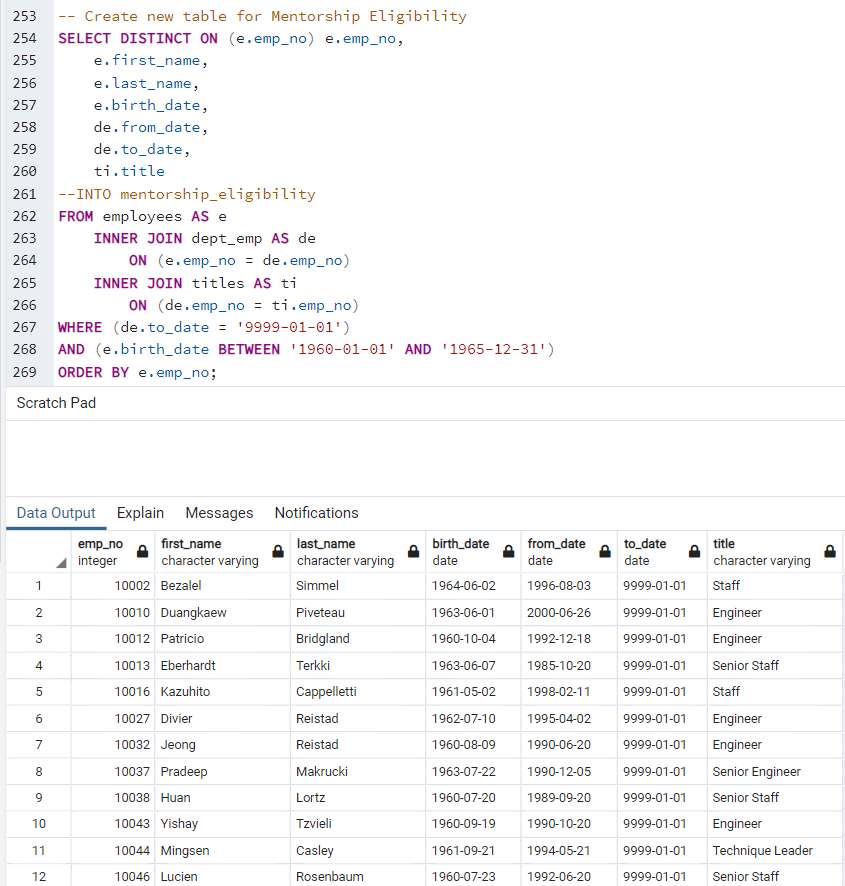 253 -- Create new table for Mentorship Eligibility
254 SELECT DISTINCT ON (e.emp_no) e.emp_no,
255 e.first_name,
256 e.last_name,
257 e.birth_date,
258 de.from_date,
259 de.to_date,
260 ti.title
261 --INTO mentorship_eligibility
262 FROM employees AS e
263 INNER JOIN dept_emp AS de
264 ON (e.emp_no = de.emp_no)
265 INNER JOIN titles AS ti
266 ON (de.emp_no = ti.emp_no)
267 WHERE (de.to_date = '9999-01-01')
268 AND (e.birth_date BETWEEN '1960-01-01' AND '1965-12-31')
269 ORDER BY e.emp_no;
Scratch Pad
Data Output Explain Messages Notifications
emp_no first_name last_name birth_date from_date to_date title
integer character varying character varying date date date character varying
1 10002 Bezalel Simmel 1964-06-02 1996-08-03 9999-01-01 Staff
2 10010 Duangkaew Piveteau 1963-06-01 2000-06-26 9999-01-01 Engineer
3 10012 Patricio Bridgland 1960-10-04 1992-12-18 9999-01-01 Engineer
4 10013 Eberhardt Terkki 1963-06-07 1985-10-20 9999-01-01 Senior Staff
5 10016 Kazuhito Cappelletti 1961-05-02 1998-02-11 9999-01-01 Staff
6 10027 Divier Reistad 1962-07-10 1995-04-02 9999-01-01 Engineer
7 10032 Jeong Reistad 1960-08-09 1990-06-20 9999-01-01 Engineer
8 10037 Pradeep Makrucki 1963-07-22 1990-12-05 9999-01-01 Senior Engineer
9 10038 Huan Lortz 1960-07-20 1989-09-20 9999-01-01 Senior Staff
10 10043 Yishay Tzvieli 1960-09-19 1990-10-20 9999-01-01 Engineer
11 10044 Mingsen Casley 1961-09-21 1994-05-21 9999-01-01 Technique Leader
12 10046 Lucien Rosenbaum 1960-07-23 1992-06-20 9999-01-01 Senior Staff